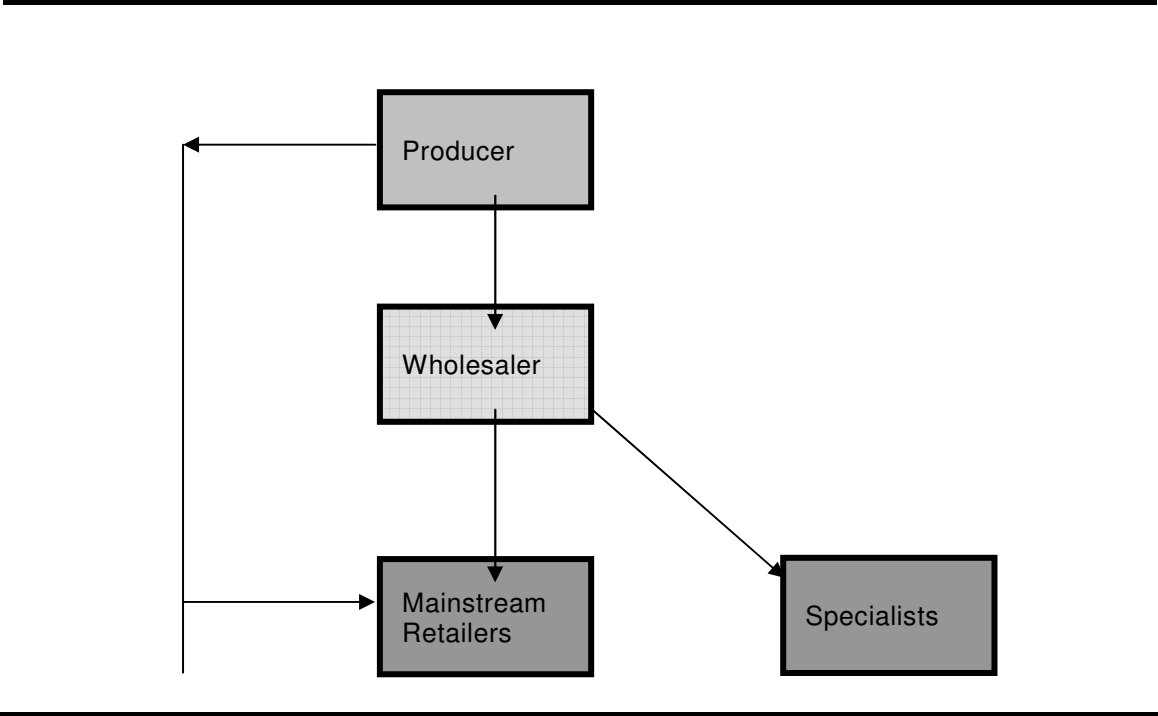 Producer
Wholesaler
Mainstream
Retailers
Specialists